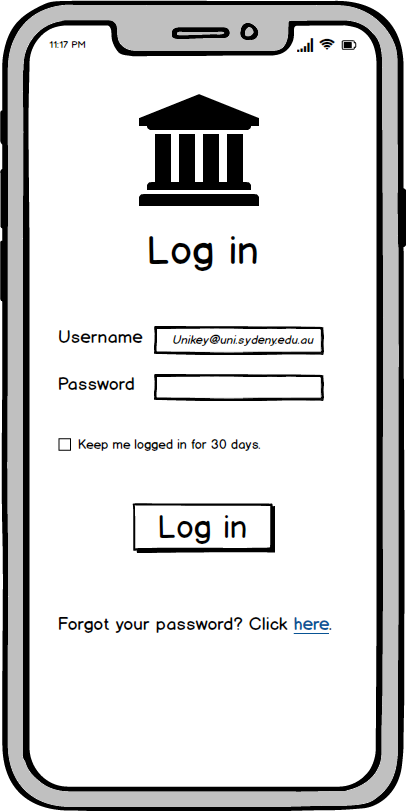 11:17 PM
Log in
Username Unikey@uni.sydeny.edu.au
Password
Keep me logged in for 30 days.
Log in
Forgot your password? Click here.